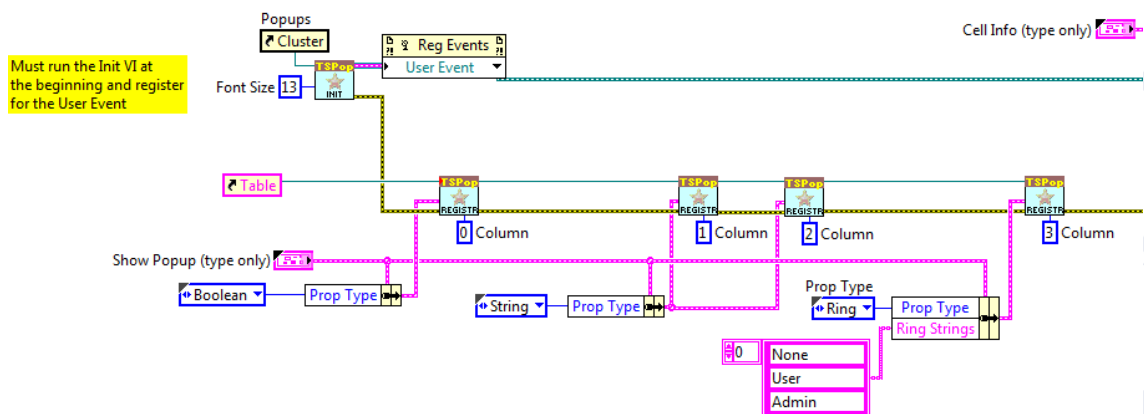 Popups
Cluster
Reg Events
User Event
Cell Info (type only)
Must run the Init VI at
the beginning and register
for the User Event
Font Size 13
TSPop
INIT
Table
TSPop
REGISTR
0 Column
TSPop
REGISTR
1 Column
TSPop
REGISTR
2 Column
TSPop
REGISTR
3 Column
Show Popup (type only)
Boolean
Prop Type
String
Prop Type
Prop Type
Ring
Prop Type
Ring Strings
0
None
User
Admin